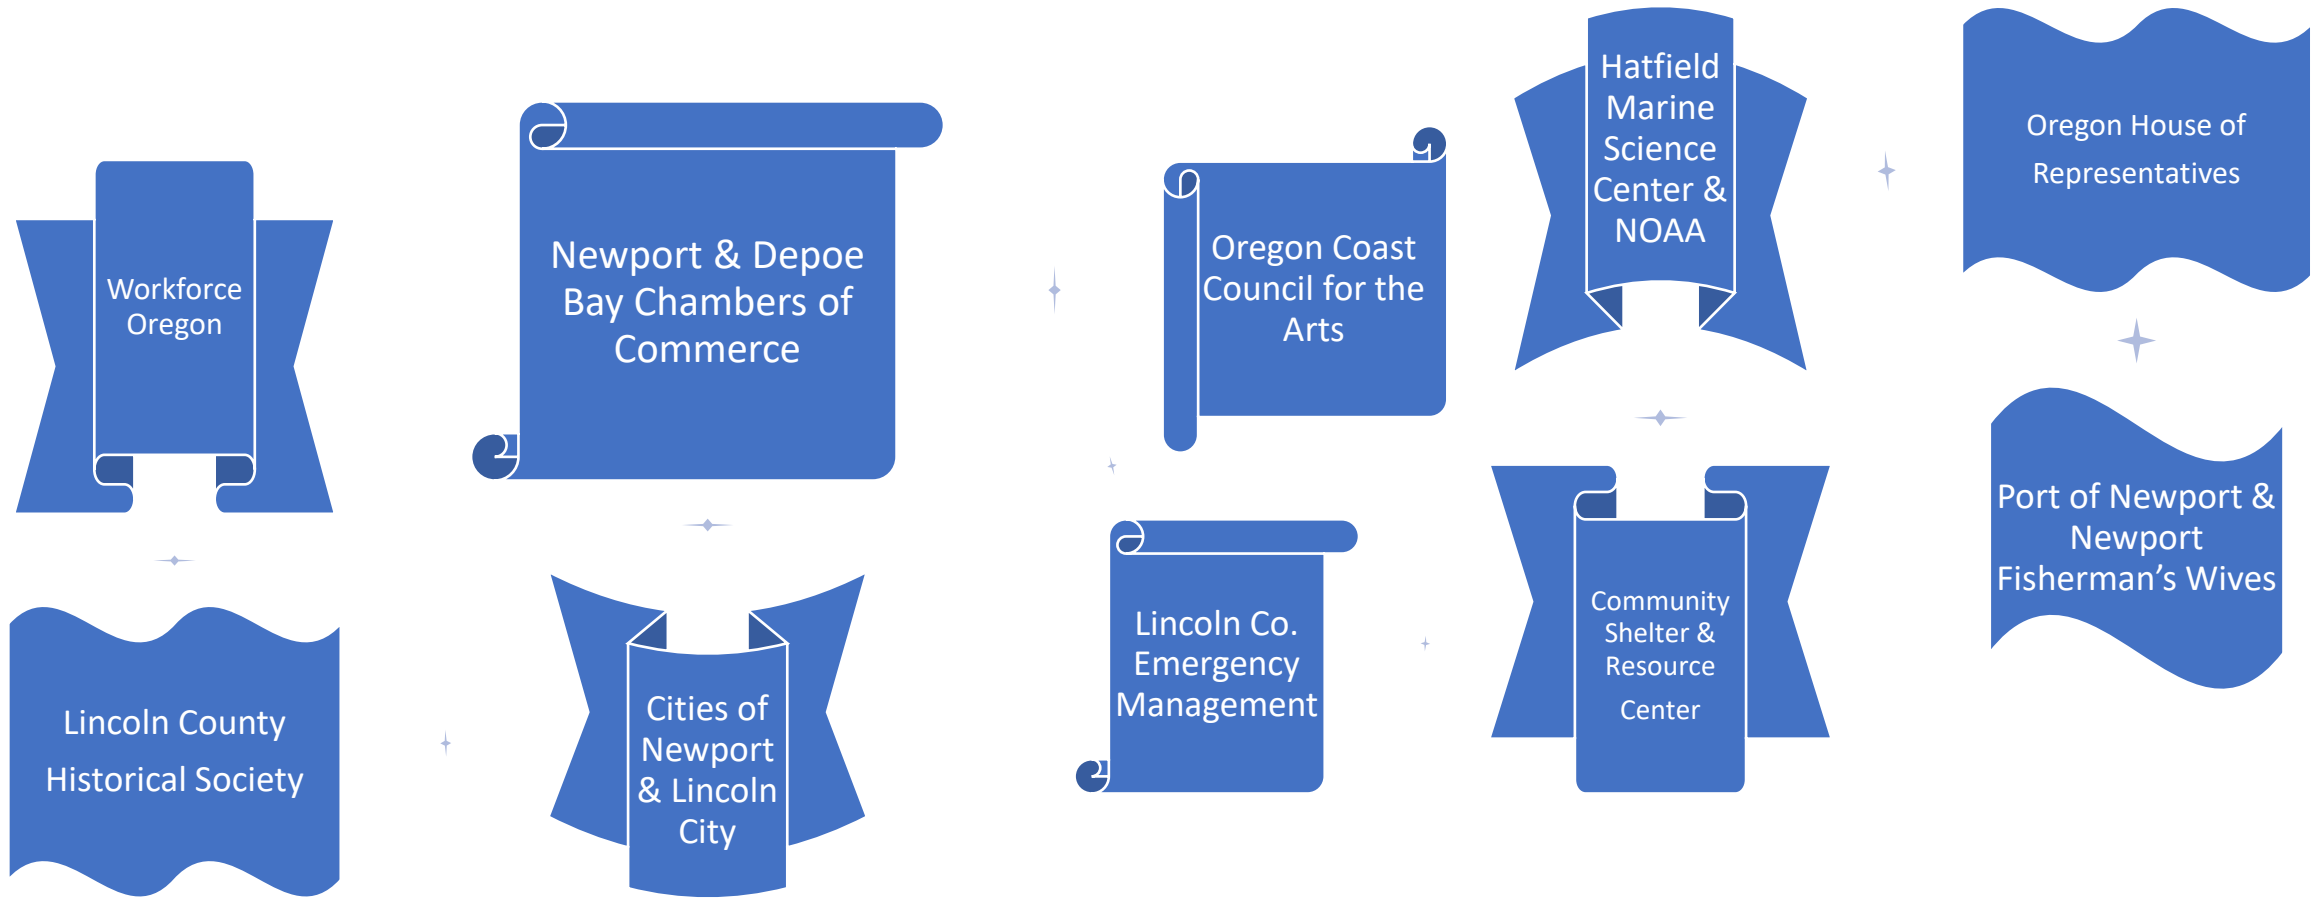 Workforce
Oregon
Lincoln County
Historical Society
Newport & Depoe
Bay Chambers of
Commerce
Cities of
Newport
& Lincoln
City
Oregon Coast
Council for the
Arts
Lincoln Co.
Emergency
Management
Hatfield
Marine
Science
Center &
NOAA
Community
Shelter &
Resource
Center
Oregon House of
Representatives
Port of Newport &
Newport
Fisherman’s Wives